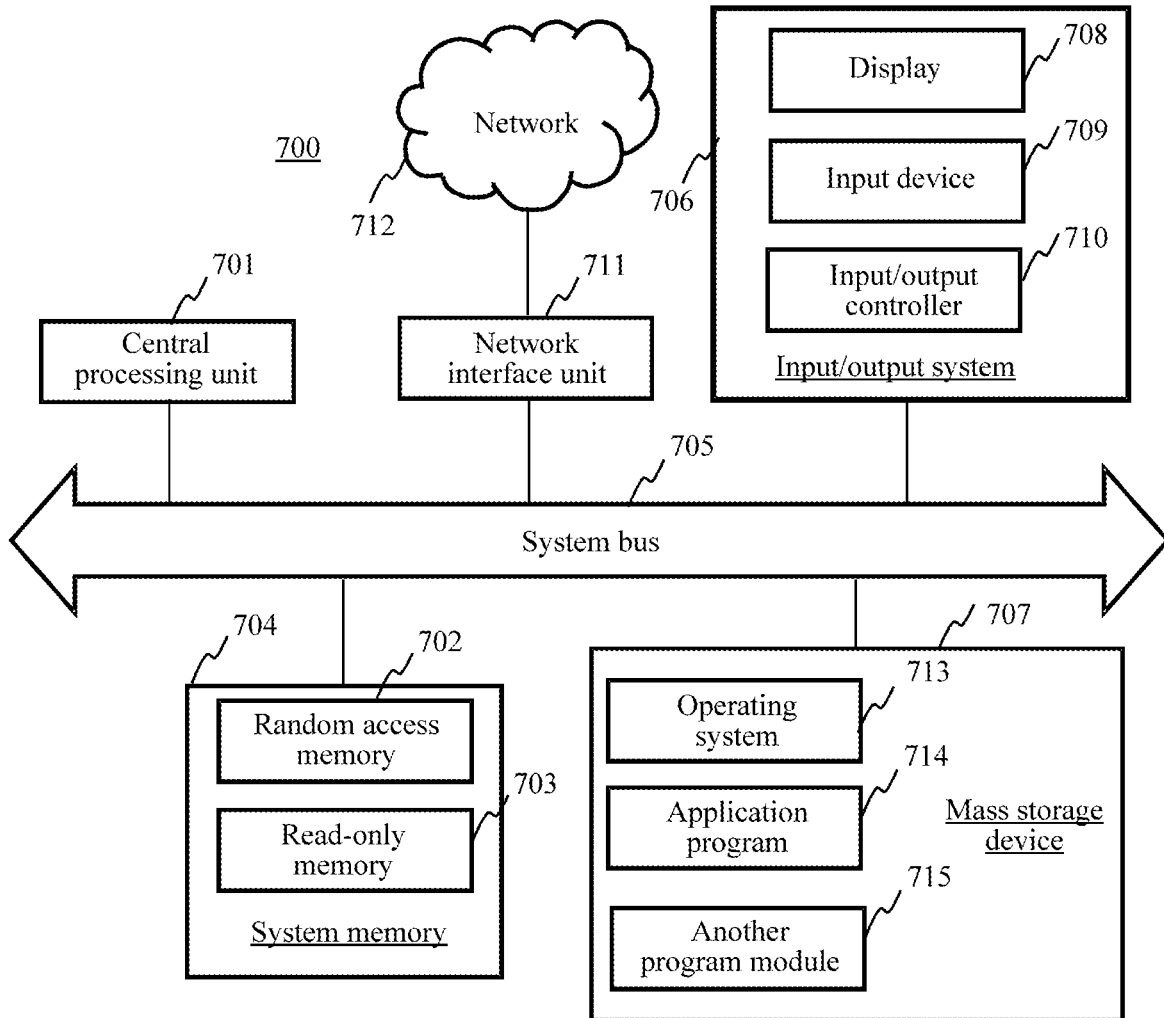 700
Network
712
706
Display
708
Input device
709
Input/output
controller
710
Input/output system
701
Central
processing unit
711
Network
interface unit
705
System bus
704
702
Random access
memory
703
Read-only
memory
System memory
707
713
Operating
system
714
Application
program
Mass storage
device
715
Another
program module